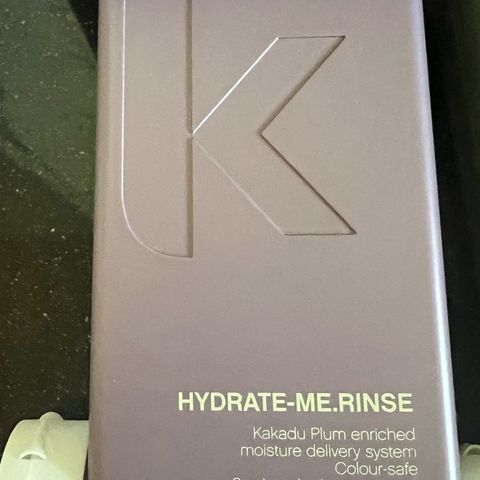 K
HYDRATE-ME.RINSE
Kakadu Plum enriched
moisture delivery system
Colour-safe